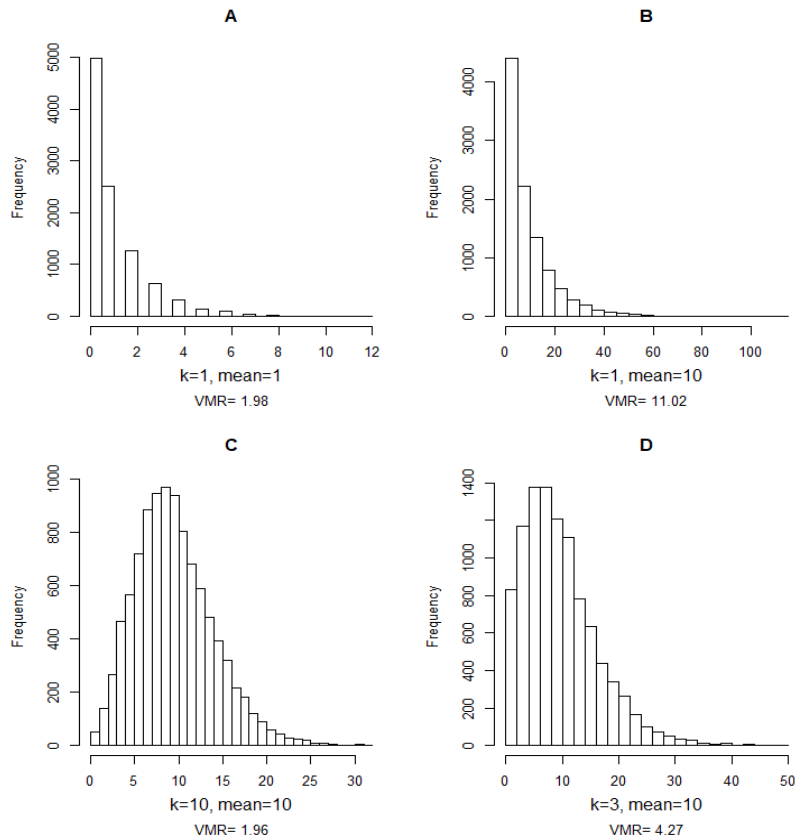 A
Frequency
5000
4000
3000
2000
1000
0
0 2 4 6 8 10 12
k=1, mean=1
VMR= 1.98
B
Frequency
4000
3000
2000
1000
0
0 20 40 60 80 100
k=1, mean=10
VMR= 11.02
C
Frequency
1000
800
600
400
200
0
0 5 10 15 20 25 30
k=10, mean=10
VMR= 1.96
D
Frequency
1400
1000
800
600
400
200
0
0 10 20 30 40 50
k=3, mean=10
VMR= 4.27